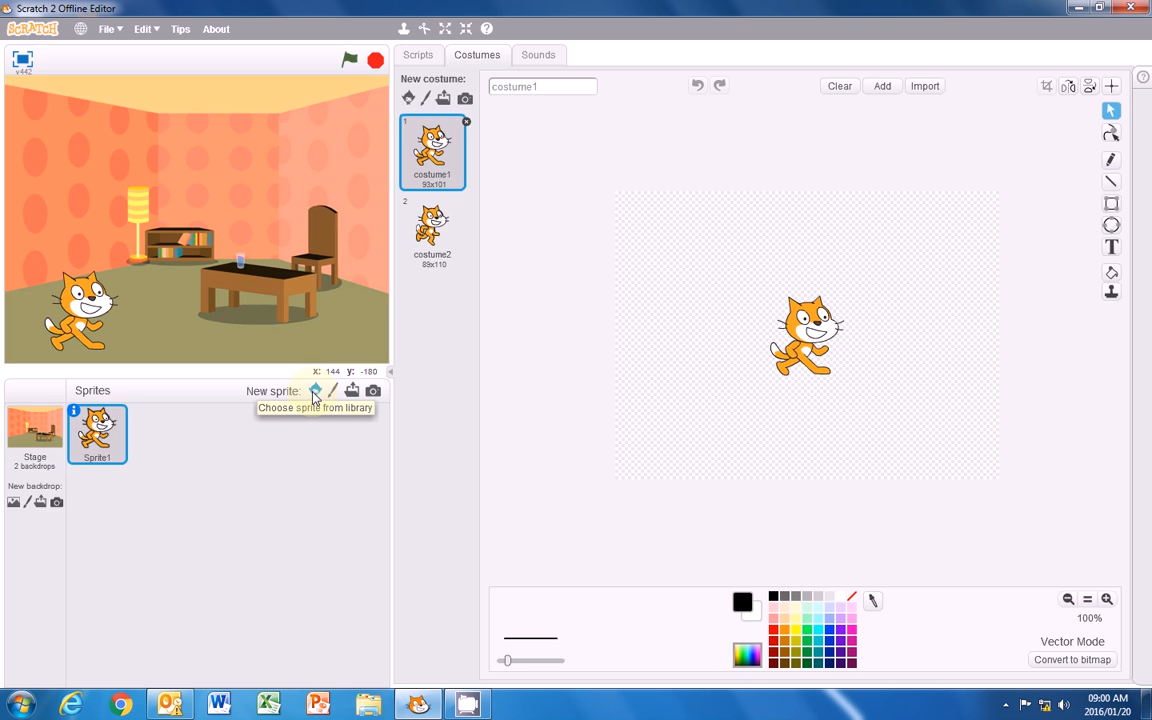 Scratch 2 Offline Editor
SCRATCH File Edit Tips About
v442
Scripts Costumes Sounds
New costume:
costume1
Clear Add Import
1
costume1
93x101
2
costume2
89x110
x: 144 y: -180
Sprites New sprite:
Choose sprite from library
Sprite1
Stage
2 backdrops
New backdrop:
T
100%
Vector Mode
Convert to bitmap
09:00 AM
2016/01/20